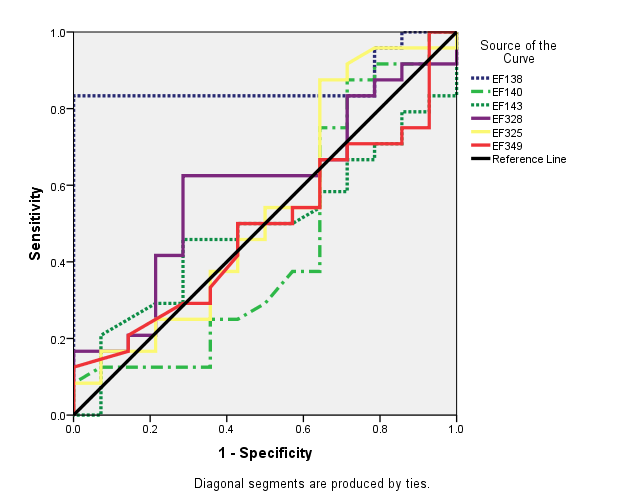 Source of the
Curve
EF138
EF140
EF143
EF328
EF325
EF349
Reference Line
1.0
0.8
0.6
0.4
0.2
0.0
Sensitivity
0.0 0.2 0.4 0.6 0.8 1.0
1 - Specificity
Diagonal segments are produced by ties.